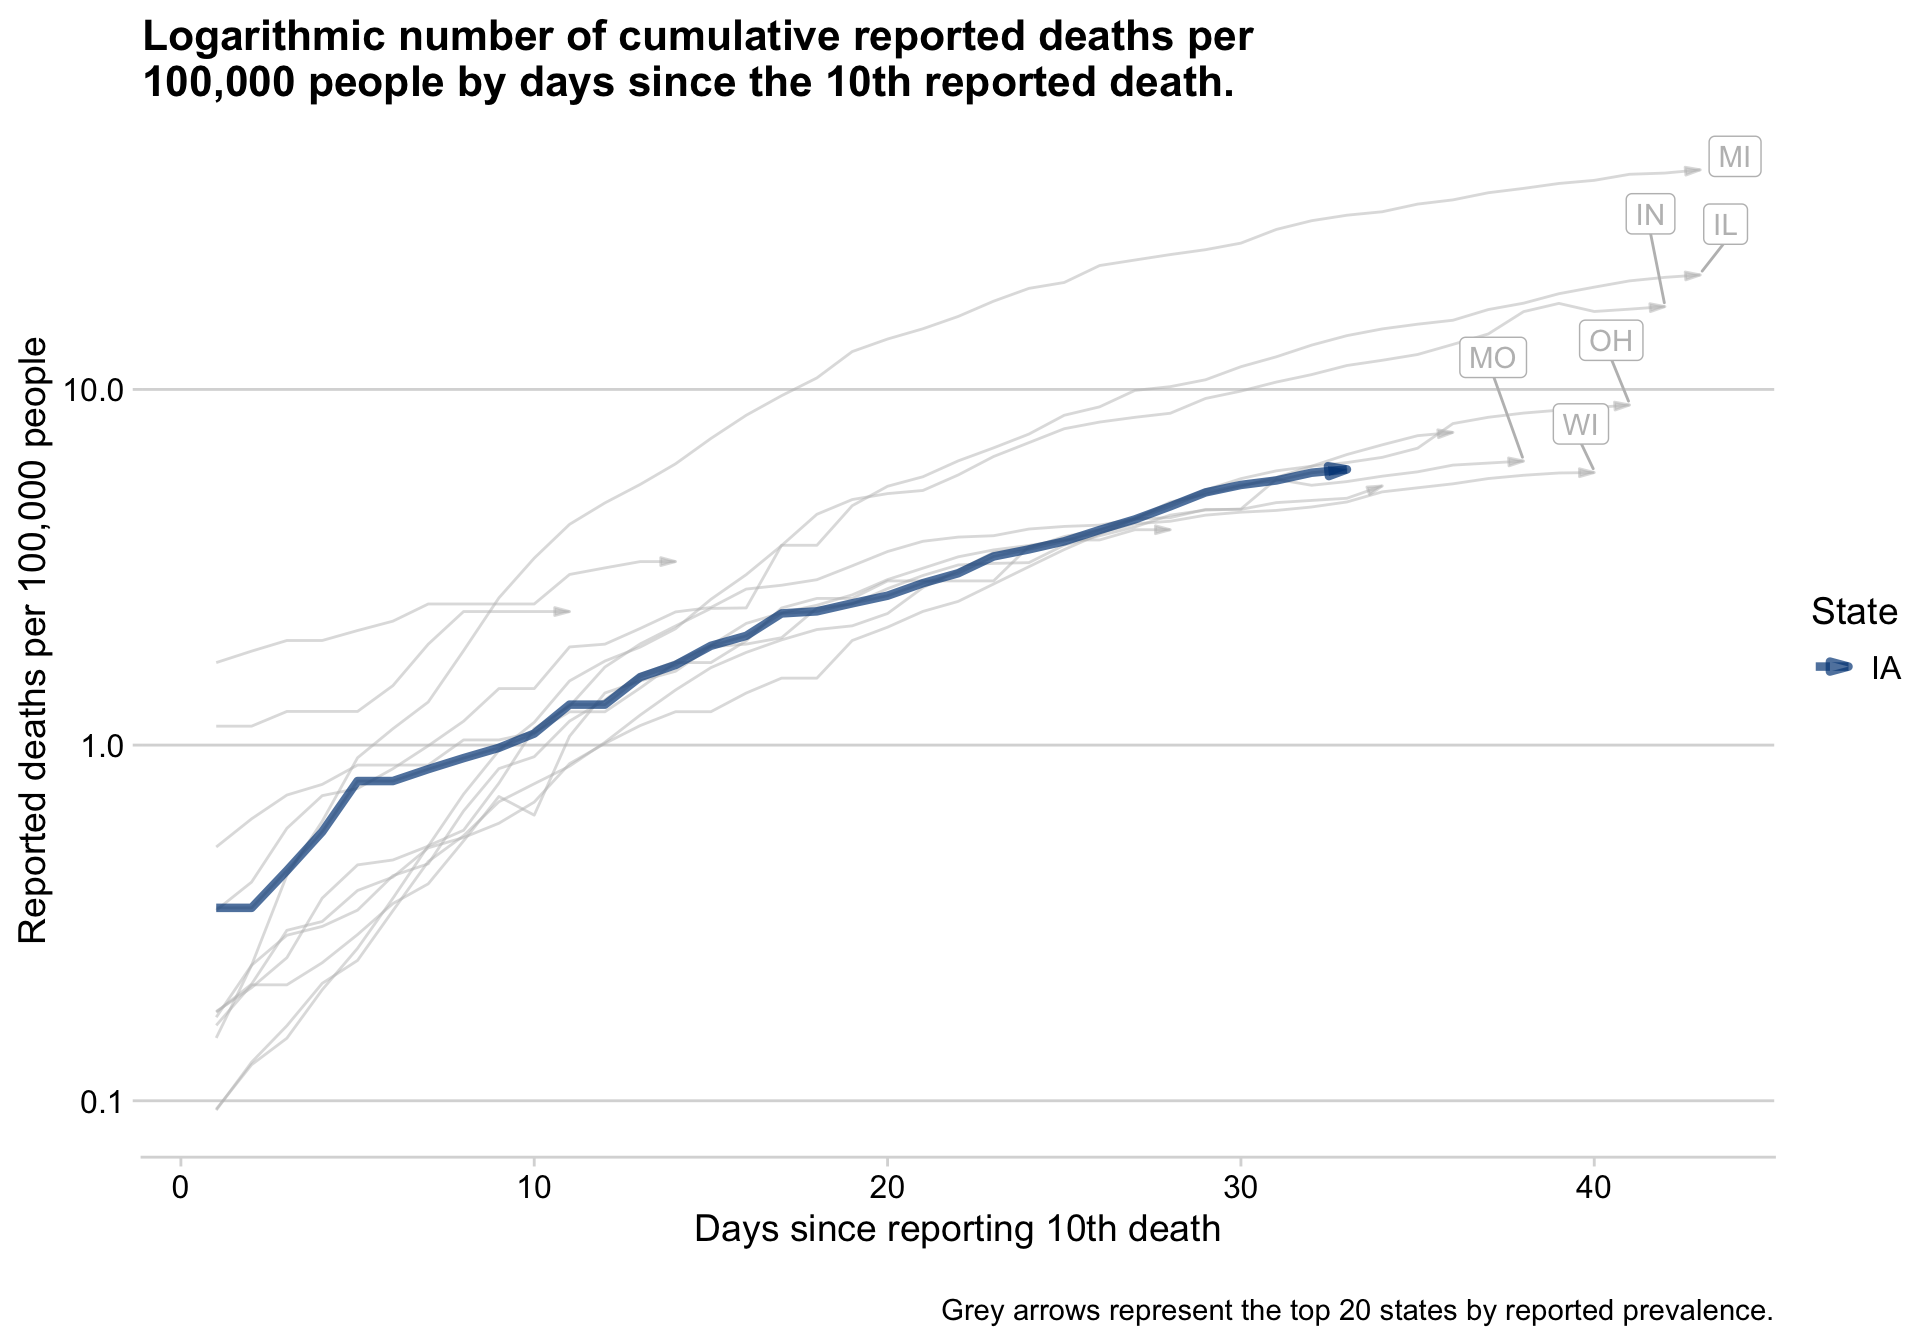 Logarithmic number of cumulative reported deaths per
100,000 people by days since the 10th reported death.
Reported deaths per 100,000 people
10.0
1.0
0.1
MI
IN
IL
OH
MO
WI
State
IA
0
10
20
30
40
Days since reporting 10th death
Grey arrows represent the top 20 states by reported prevalence.